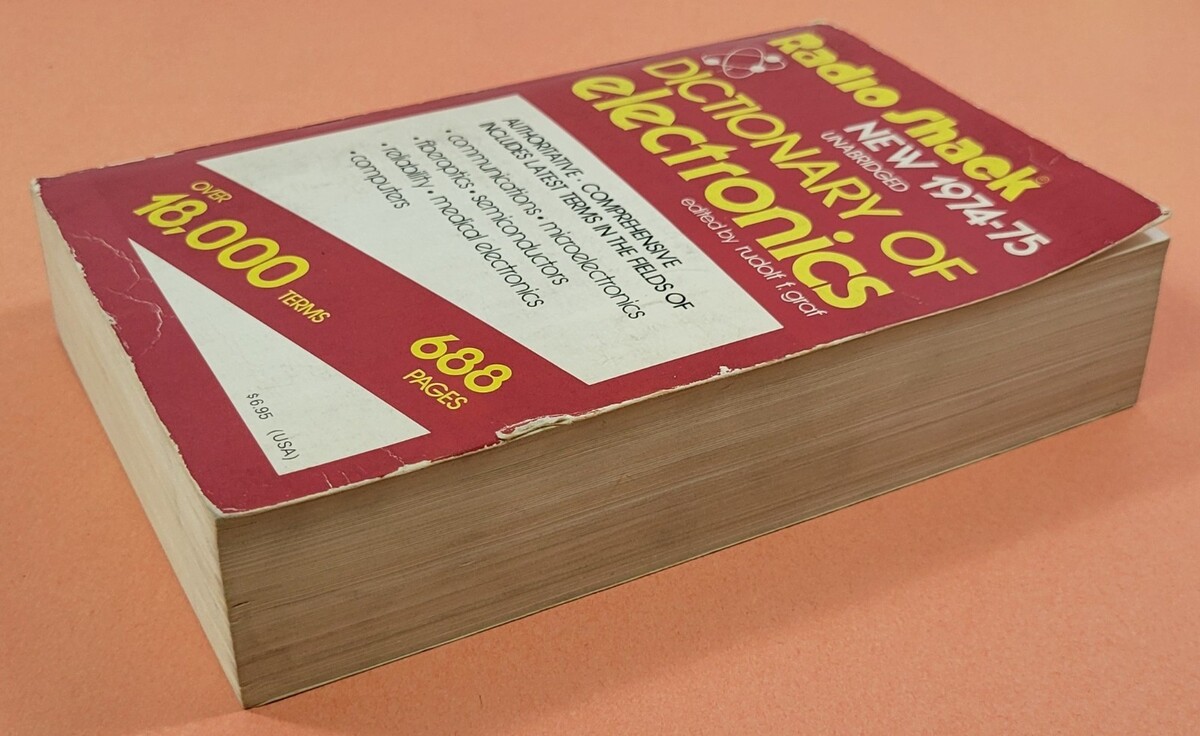 Radio Shack®
NEW 1974-75
UNABRIDGED
DICTIONARY OF
electronics
edited by rudolf f. graf
AUTHORITATIVE • COMPREHENSIVE
INCLUDES LATEST TERMS IN THE FIELDS OF
• communications • microelectronics
• fiberoptics • semiconductors
• reliability • medical electronics
• computers
OVER
18,000
TERMS
688
PAGES
$6.95 (USA)